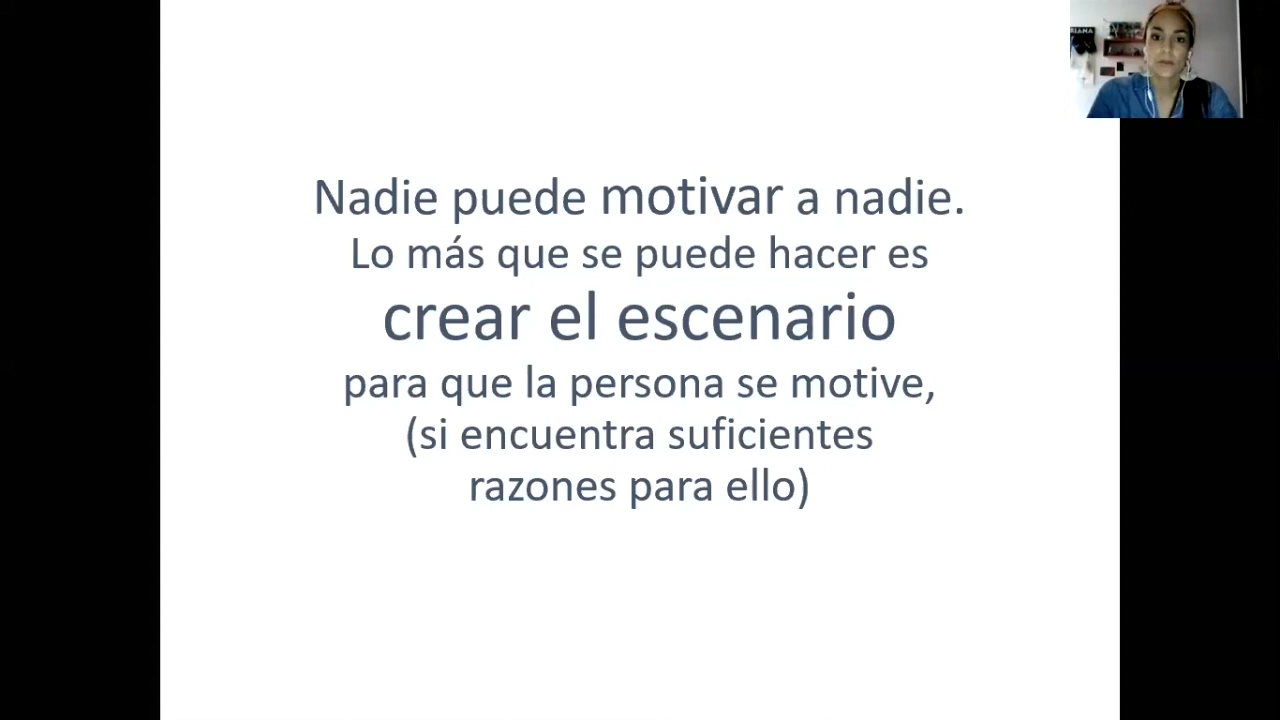 Nadie puede motivar a nadie.
Lo más que se puede hacer es
crear el escenario
para que la persona se motive,
(si encuentra suficientes
razones para ello)